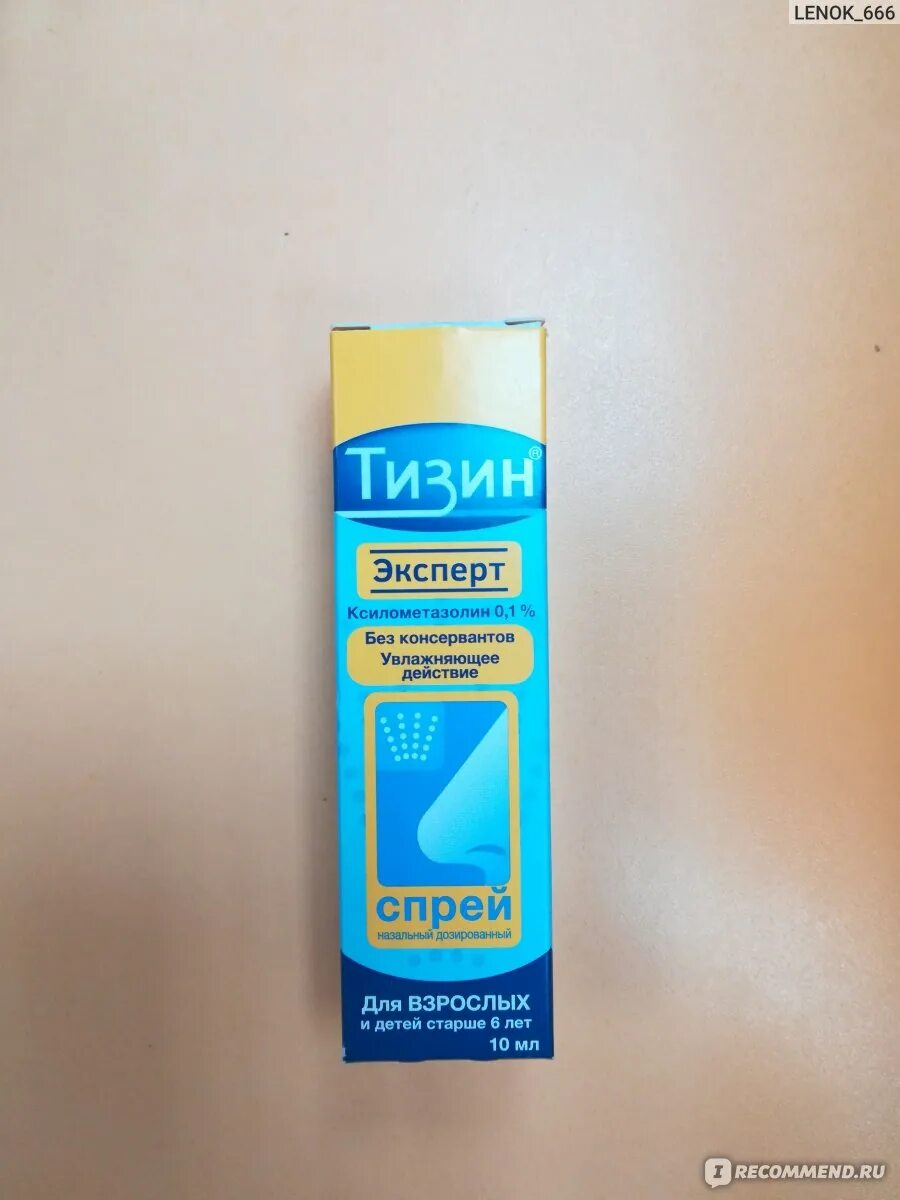 LENOK_666
Тизин®
Эксперт
Ксилометазолин 0,1%
Без консервантов
Увлажняющее
действие
спрей
назальный дозированный
Для ВЗРОСЛЫХ
и детей старше 6 лет
10 мл
I RECOMMEND.RU